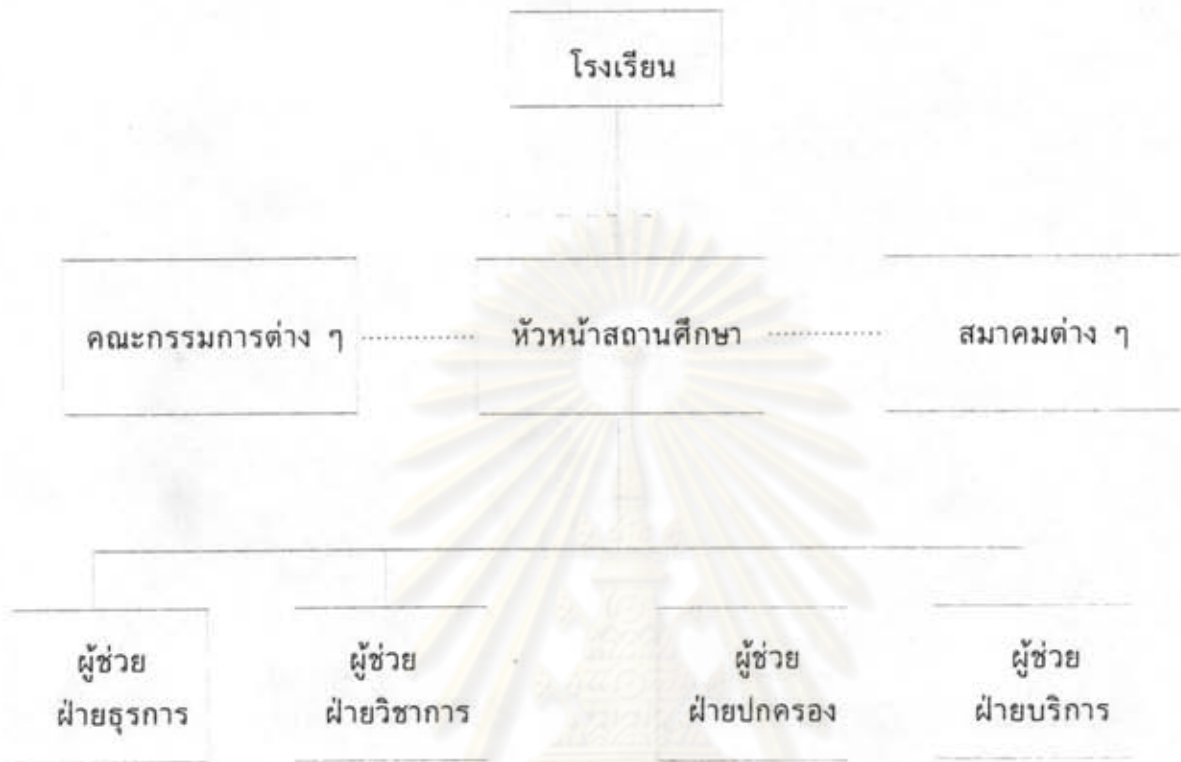 โรงเรียน
คณะกรรมการต่าง ๆ
หัวหน้าสถานศึกษา
สมาคมต่าง ๆ
ผู้ช่วย
ฝ่ายธุรการ
ผู้ช่วย
ฝ่ายวิชาการ
ผู้ช่วย
ฝ่ายปกครอง
ผู้ช่วย
ฝ่ายบริการ